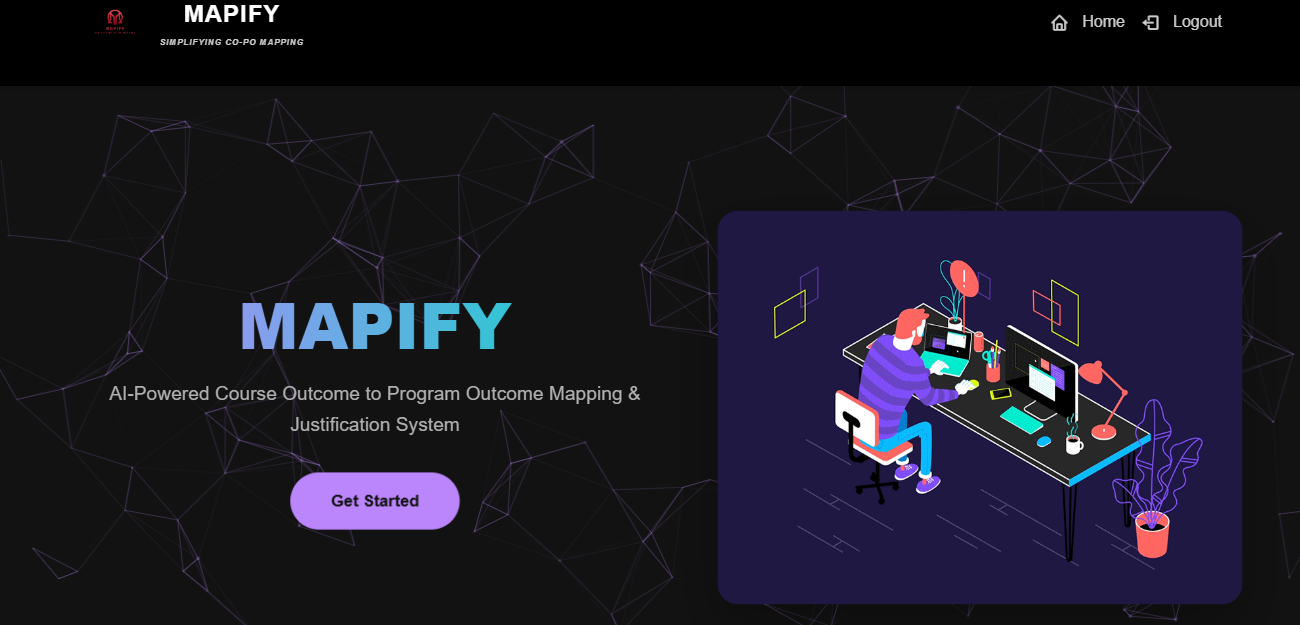 MAPIFY
MAPIFY
SIMPLIFYING CO-PO MAPPING
Home
Logout
MAPIFY
AI-Powered Course Outcome to Program Outcome Mapping &
Justification System
Get Started